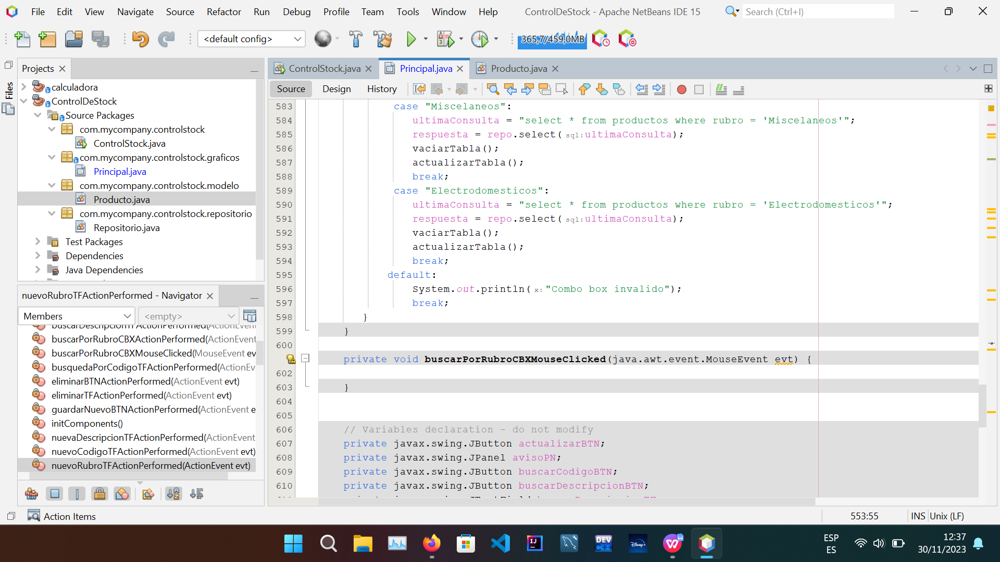 File Edit View Navigate Source Refactor Run Debug Profile Team Tools Window Help ControlDeStock - Apache NetBeans IDE 15 Search (Ctrl+I)
<default config> 365,7/459,0MB
Files
Projects
calculadora
ControlDeStock
Source Packages
com.mycompany.controlstock
ControlStock.java
com.mycompany.controlstock.graficos
Principal.java
com.mycompany.controlstock.modelo
Producto.java
com.mycompany.controlstock.repositorio
Repositorio.java
Test Packages
Dependencies
Java Dependencies
nuevoRubroTFActionPerformed - Navigator
Members <empty>
buscarDescripcionTFActionPerformed(ActionEvent
buscarPorRubroCBXActionPerformed(ActionEvent
buscarPorRubroCBXMouseClicked(MouseEvent ev
busquedaPorCodigoTFActionPerformed(ActionEv
eliminarBTNActionPerformed(ActionEvent evt)
eliminarTFActionPerformed(ActionEvent evt)
guardarNuevoBTNActionPerformed(ActionEvent e
initComponents()
nuevaDescripcionTFActionPerformed(ActionEvent
nuevoCodigoTFActionPerformed(ActionEvent evt)
nuevoRubroTFActionPerformed(ActionEvent evt)
ControlStock.java Principal.java Producto.java
Source Design History
583 case "Miscelaneos":
584 ultimaConsulta = "select * from productos where rubro = 'Miscelaneos'";
585 respuesta = repo.select(sql:ultimaConsulta);
586 vaciarTabla();
587 actualizarTabla();
588 break;
589 case "Electrodomesticos":
590 ultimaConsulta = "select * from productos where rubro = 'Electrodomesticos'";
591 respuesta = repo.select(sql:ultimaConsulta);
592 vaciarTabla();
593 actualizarTabla();
594 break;
595 default:
596 System.out.println(x:"Combo box invalido");
597 break;
598 }
599 }
600
private void buscarPorRubroCBXMouseClicked(java.awt.event.MouseEvent evt) {
602
603 }
604
605
606 // Variables declaration - do not modify
607 private javax.swing.JButton actualizarBTN;
608 private javax.swing.JPanel avisoPN;
609 private javax.swing.JButton buscarCodigoBTN;
610 private javax.swing.JButton buscarDescripcionBTN;
Action Items 553:55 INS Unix (LF)
IJ
DEV C++
Disney+
ESP
ES
12:37
30/11/2023